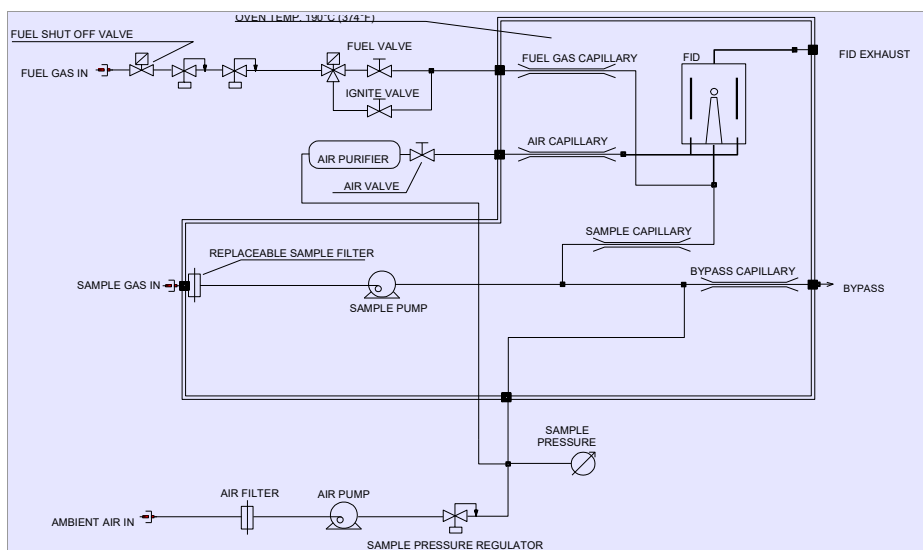 OVEN TEMP. 190°C (374°F)
FUEL SHUT OFF VALVE
FUEL VALVE
FUEL GAS IN
FUEL GAS CAPILLARY
FID
FID EXHAUST
IGNITE VALVE
AIR CAPILLARY
AIR PURIFIER
AIR VALVE
SAMPLE CAPILLARY
REPLACEABLE SAMPLE FILTER
BYPASS CAPILLARY
SAMPLE GAS IN
BYPASS
SAMPLE PUMP
SAMPLE
PRESSURE
AIR FILTER
AIR PUMP
AMBIENT AIR IN
SAMPLE PRESSURE REGULATOR